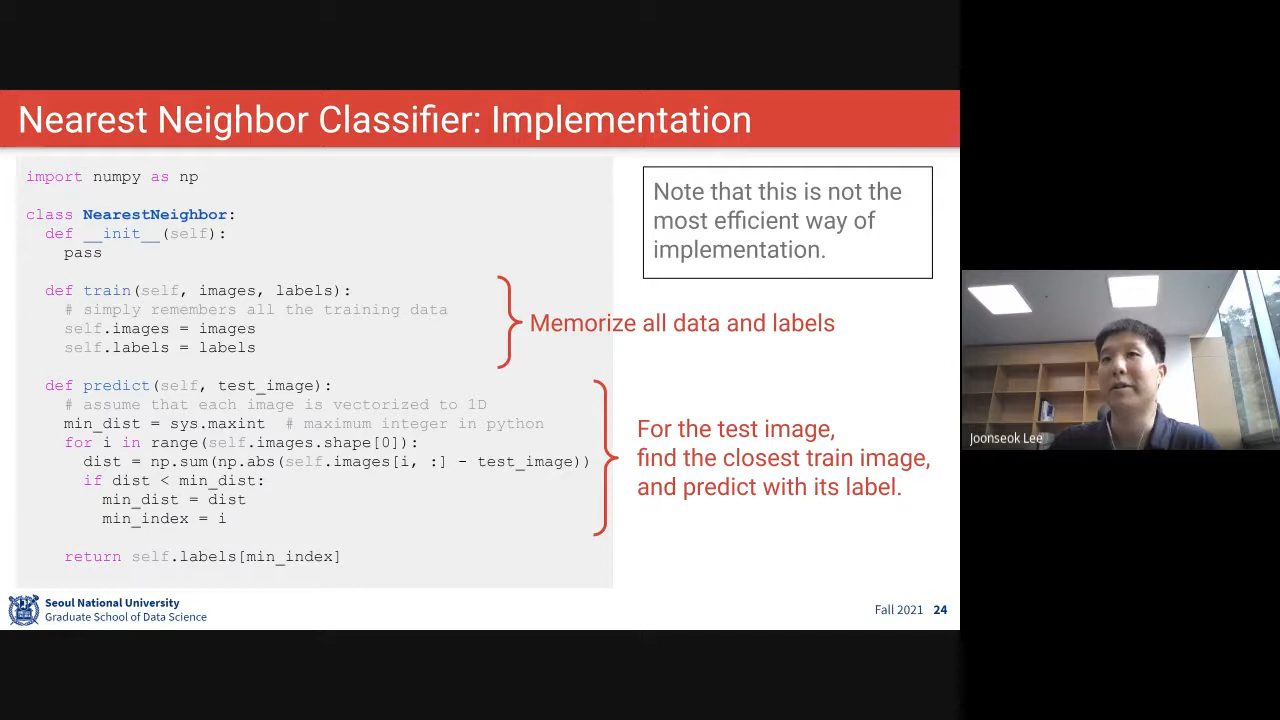 Nearest Neighbor Classifier: Implementation
import numpy as np
class NearestNeighbor:
def __init__(self):
pass
def train(self, images, labels):
# simply remembers all the training data
self.images = images
self.labels = labels
def predict(self, test_image):
# assume that each image is vectorized to 1D
min_dist = sys.maxint # maximum integer in python
for i in range(self.images.shape[0]):
dist = np.sum(np.abs(self.images[i, :] - test_image))
if dist < min_dist:
min_dist = dist
min_index = i
return self.labels[min_index]
Note that this is not the
most efficient way of
implementation.
Memorize all data and labels
For the test image,
find the closest train image,
and predict with its label.
Seoul National University
Graduate School of Data Science
Fall 2021 24
Joonseok Lee